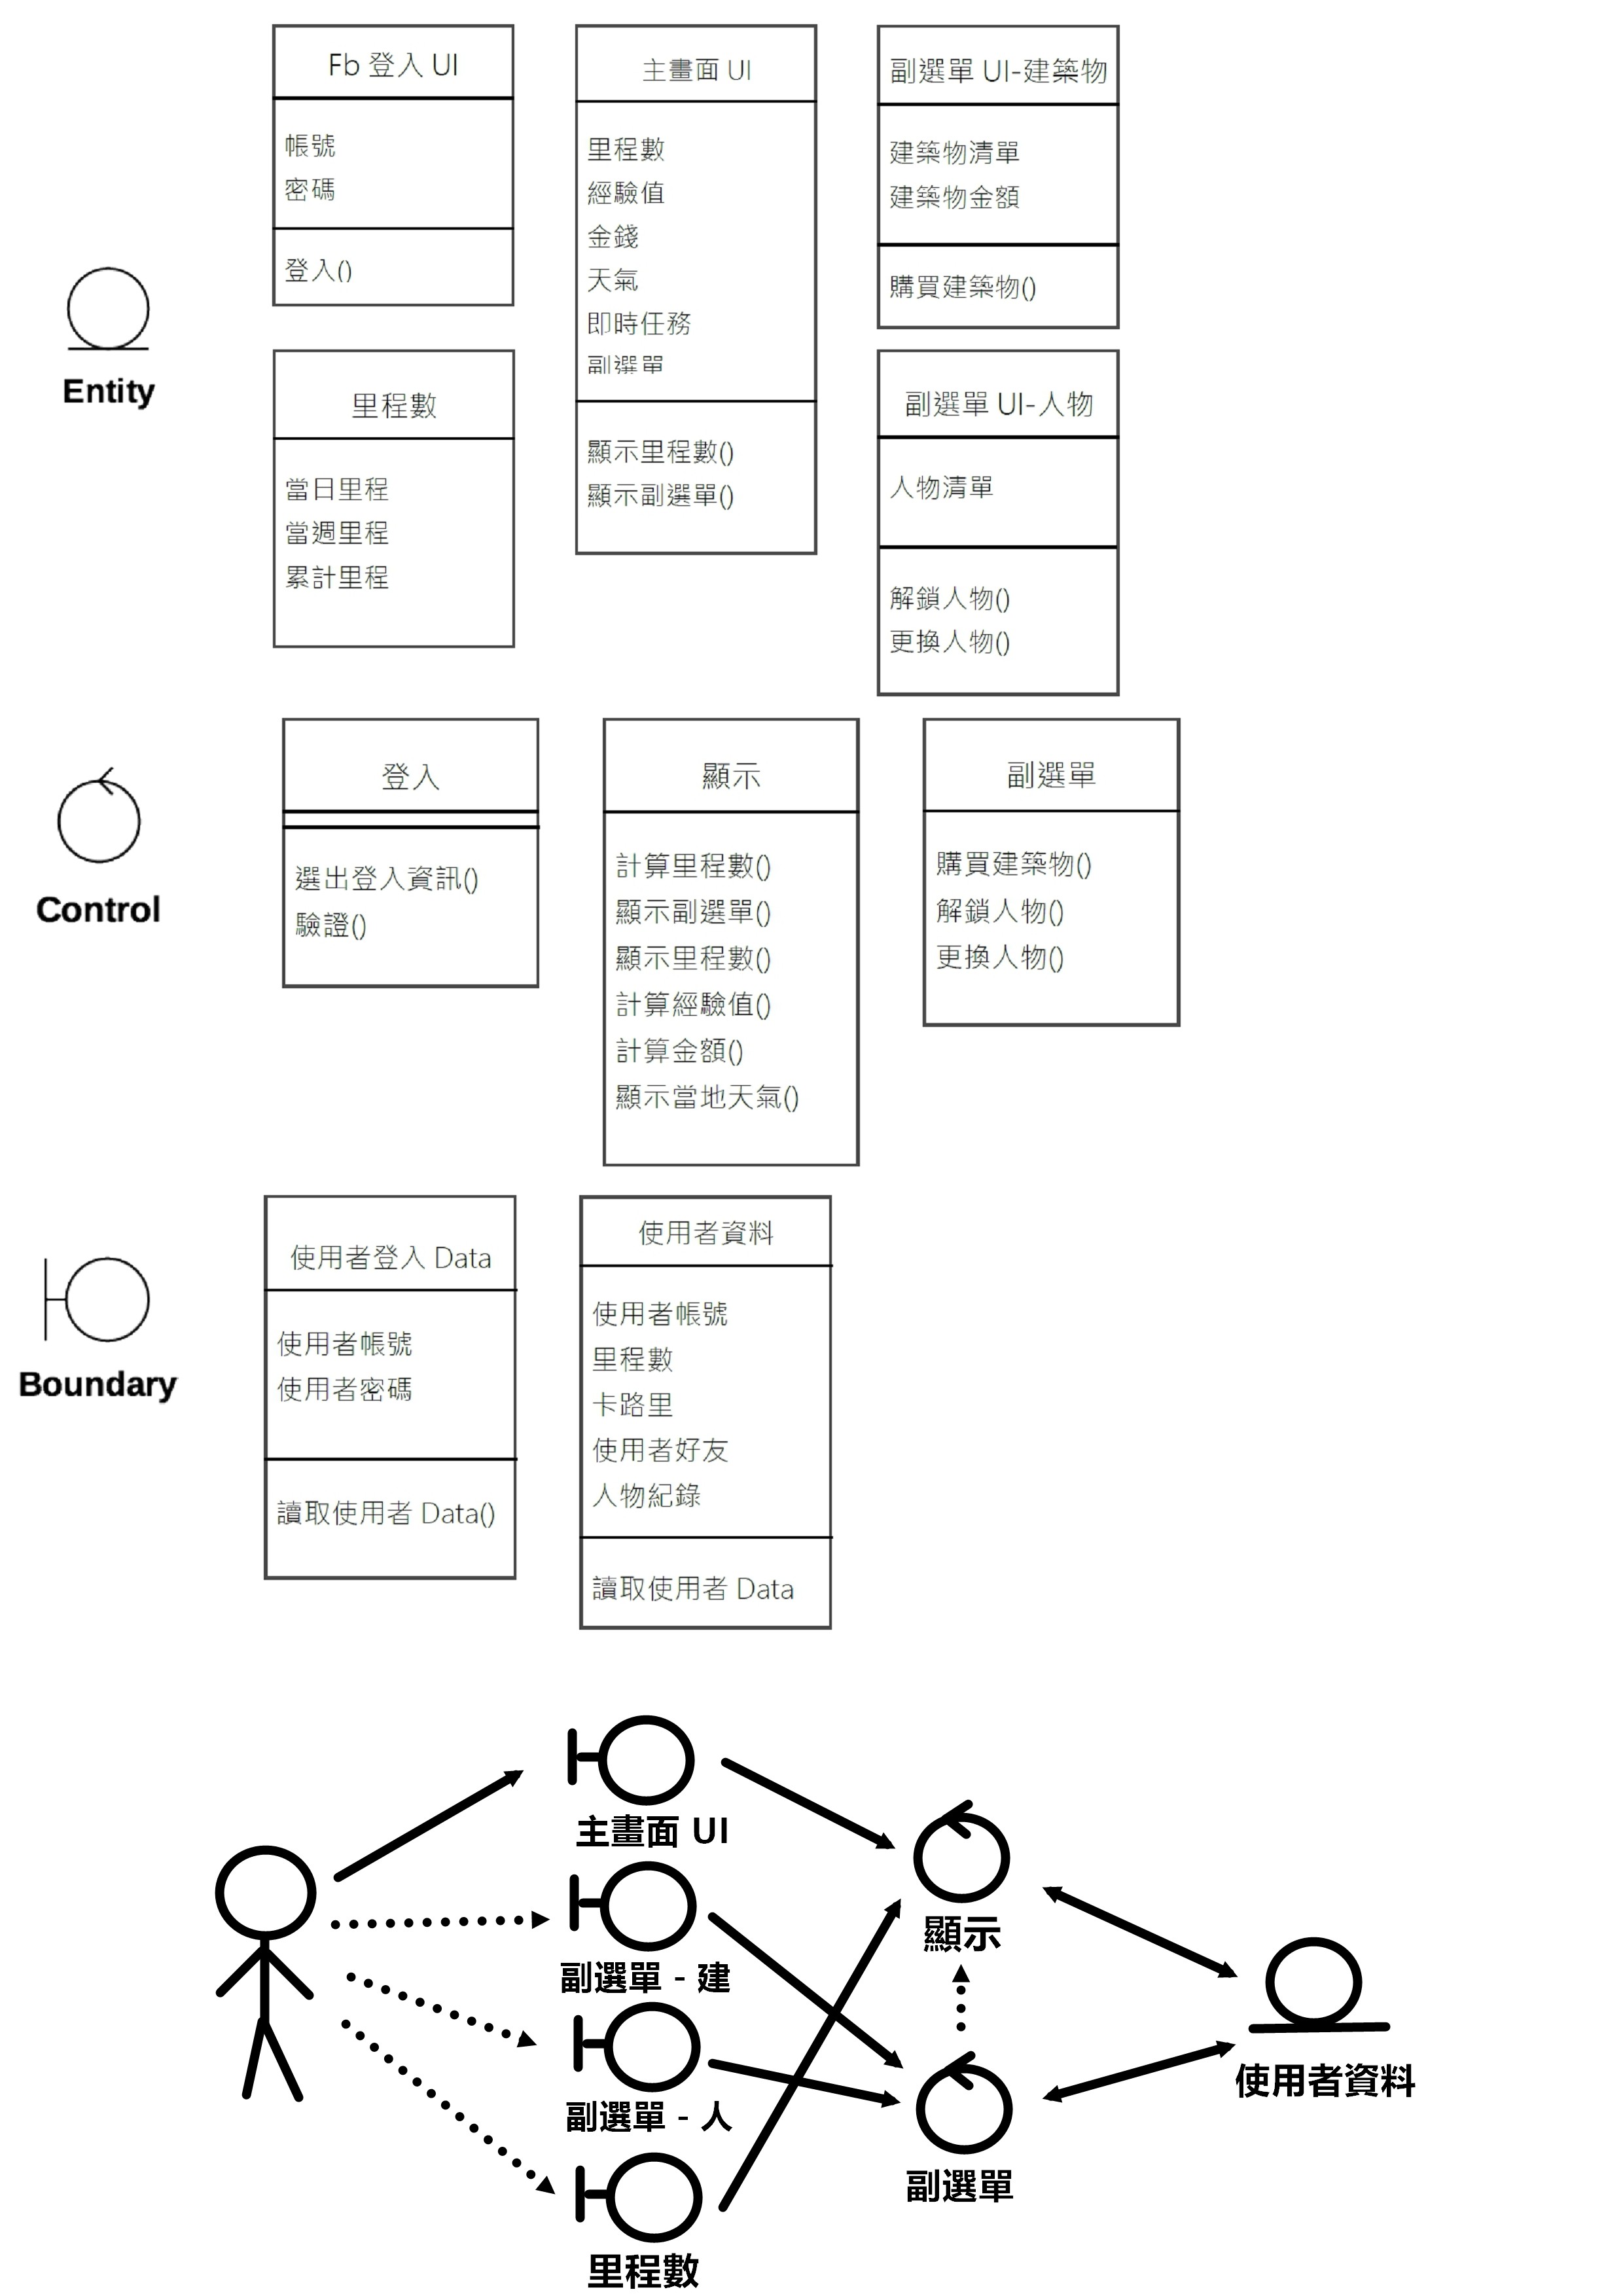 Fb 登入 UI
帳號
密碼
登入()
主畫面 UI
里程數
經驗值
金錢
天氣
即時任務
副選單
顯示里程數()
顯示副選單()
副選單 UI-建築物
建築物清單
建築物金額
購買建築物()
Entity
里程數
當日里程
當週里程
累計里程
副選單 UI-人物
人物清單
解鎖人物()
更換人物()
Control
登入
選出登入資訊()
驗證()
顯示
計算里程數()
顯示副選單()
顯示里程數()
計算經驗值()
計算金額()
顯示當地天氣()
副選單
購買建築物()
解鎖人物()
更換人物()
Boundary
使用者登入 Data
使用者帳號
使用者密碼
讀取使用者 Data()
使用者資料
使用者帳號
里程數
卡路里
使用者好友
人物紀錄
讀取使用者 Data
主畫面 UI
副選單 - 建
副選單 - 人
里程數
顯示
副選單
使用者資料